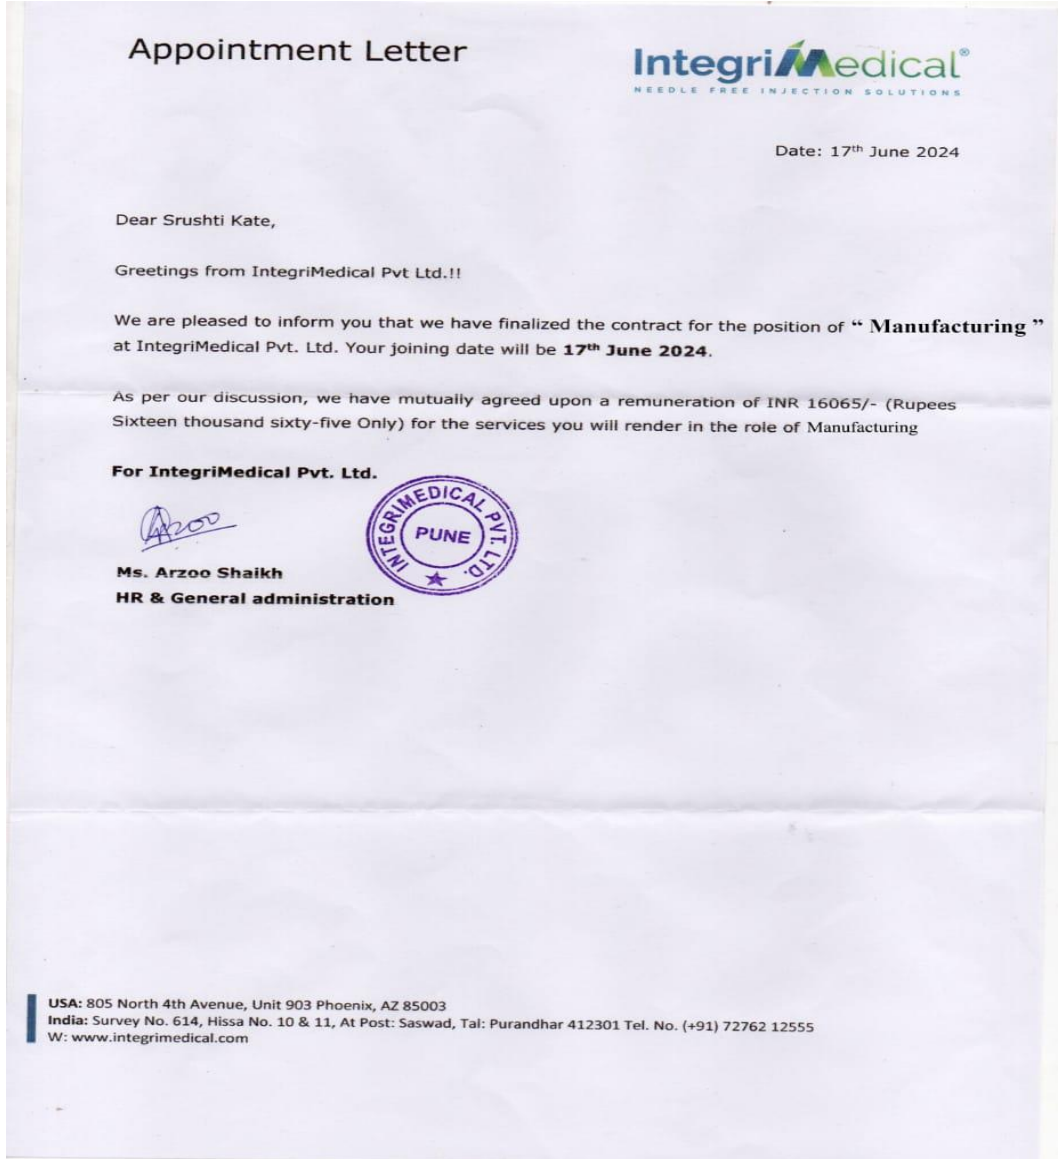 Appointment Letter
IntegriMedical®
NEEDLE FREE INJECTION SOLUTIONS
Date: 17th June 2024
Dear Srushti Kate,
Greetings from IntegriMedical Pvt Ltd.!!
We are pleased to inform you that we have finalized the contract for the position of “ Manufacturing ”
at IntegriMedical Pvt. Ltd. Your joining date will be 17th June 2024.
As per our discussion, we have mutually agreed upon a remuneration of INR 16065/- (Rupees
Sixteen thousand sixty-five Only) for the services you will render in the role of Manufacturing
For IntegriMedical Pvt. Ltd.
Arzoo
INTEGRIMEDICAL PVT. LTD.
PUNE
Ms. Arzoo Shaikh
HR & General administration
USA: 805 North 4th Avenue, Unit 903 Phoenix, AZ 85003
India: Survey No. 614, Hissa No. 10 & 11, At Post: Saswad, Tal: Purandhar 412301 Tel. No. (+91) 72762 12555
W: www.integrimedical.com